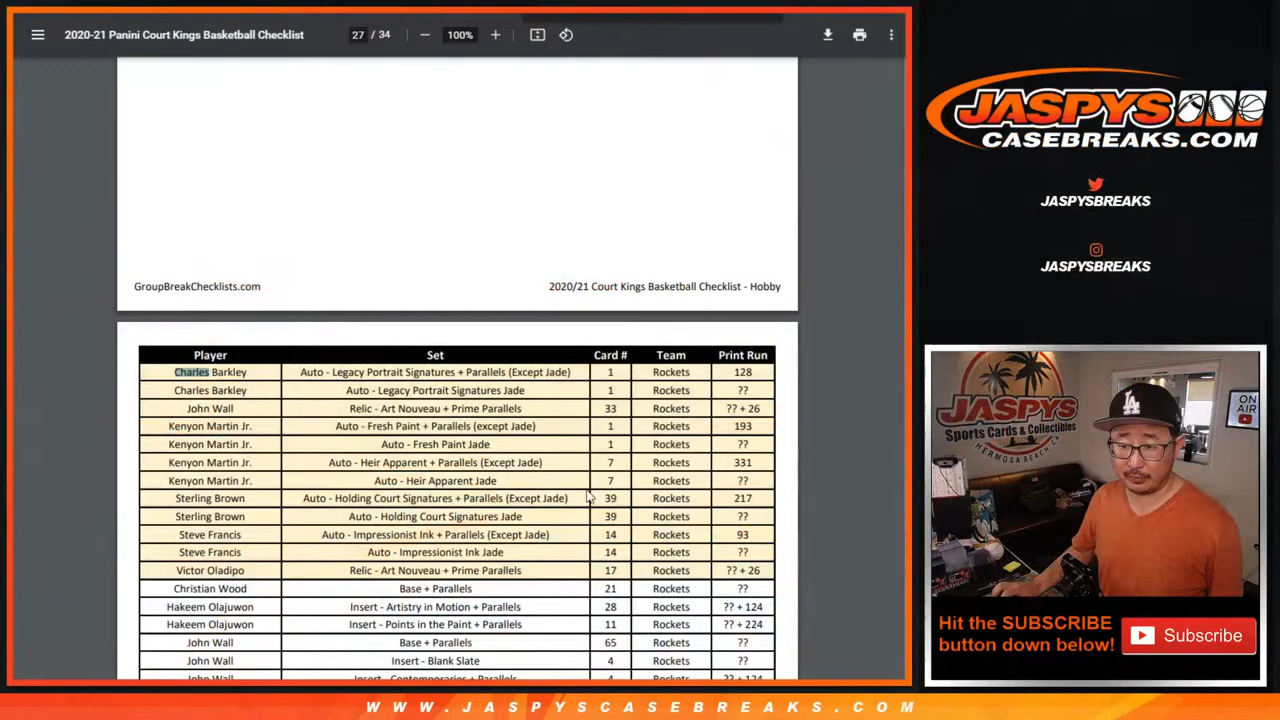 2020-21 Panini Court Kings Basketball Checklist
27 / 34
100%
GroupBreakChecklists.com
2020/21 Court Kings Basketball Checklist - Hobby
Player Set Card # Team Print Run
Charles Barkley Auto - Legacy Portrait Signatures + Parallels (Except Jade) 1 Rockets 128
Charles Barkley Auto - Legacy Portrait Signatures Jade 1 Rockets ??
John Wall Relic - Art Nouveau + Prime Parallels 33 Rockets ?? + 26
Kenyon Martin Jr. Auto - Fresh Paint + Parallels (except Jade) 1 Rockets 193
Kenyon Martin Jr. Auto - Fresh Paint Jade 1 Rockets ??
Kenyon Martin Jr. Auto - Heir Apparent + Parallels (Except Jade) 7 Rockets 331
Kenyon Martin Jr. Auto - Heir Apparent Jade 7 Rockets ??
Sterling Brown Auto - Holding Court Signatures + Parallels (Except Jade) 39 Rockets 217
Sterling Brown Auto - Holding Court Signatures Jade 39 Rockets ??
Steve Francis Auto - Impressionist Ink + Parallels (Except Jade) 14 Rockets 93
Steve Francis Auto - Impressionist Ink Jade 14 Rockets ??
Victor Oladipo Relic - Art Nouveau + Prime Parallels 17 Rockets ?? + 26
Christian Wood Base + Parallels 21 Rockets ??
Hakeem Olajuwon Insert - Artistry in Motion + Parallels 28 Rockets ?? + 124
Hakeem Olajuwon Insert - Points in the Paint + Parallels 11 Rockets ?? + 224
John Wall Base + Parallels 65 Rockets ??
John Wall Insert - Blank Slate 4 Rockets ??
John Wall Insert - Contemporaries + Parallels 4 Rockets ?? + 124
JASPYS
CASEBREAKS.COM
JASPYSBREAKS
JASPYSBREAKS
JASPYS
Sports Cards & Collectibles
HERMOSA BEACH CA
LA
ON
AIR
Hit the SUBSCRIBE
button down below!
Subscribe
WWW.JASPYSCASEBREAKS.COM